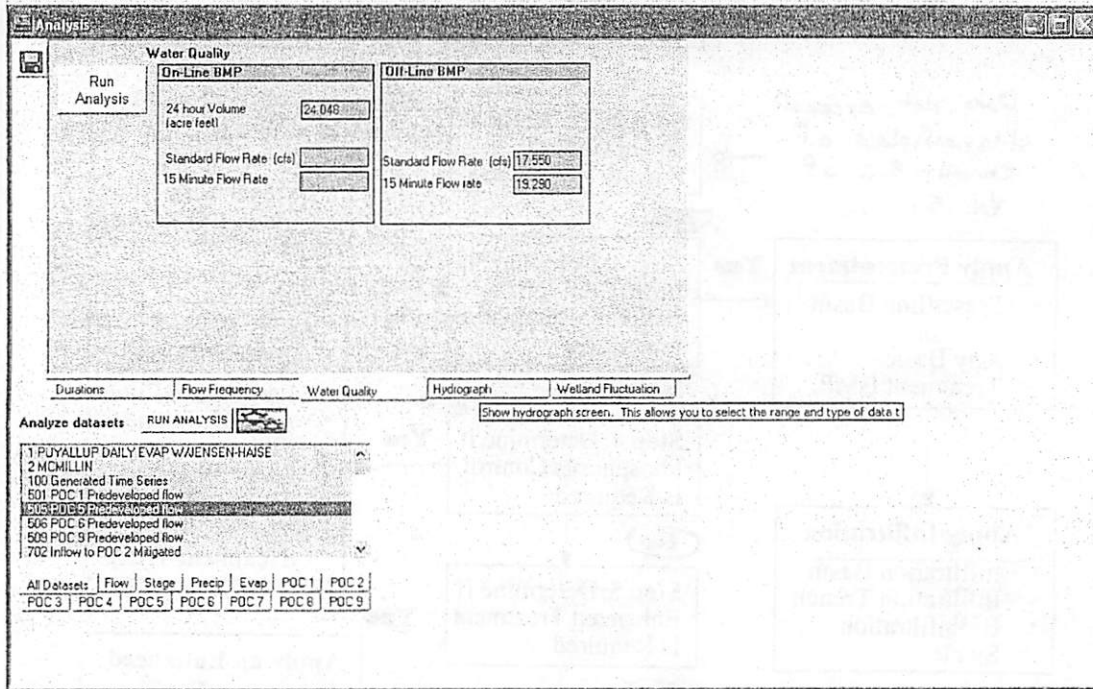 Analysis
Run Analysis
Water Quality
On-Line BMP
24 hour Volume (acre feet)
24.048
Standard Flow Rate (cfs)
15 Minute Flow Rate
Off-Line BMP
Standard Flow Rate (cfs) 17.550
15 Minute Flow rate 19.290
Durations
Flow Frequency
Water Quality
Hydrograph
Wetland Fluctuation
Show hydrograph screen. This allows you to select the range and type of data t
Analyze datasets
RUN ANALYSIS
1 PUYALLUP DAILY EVAP W/JENSEN-HAISE
2 MCMILLIN
100 Generated Time Series
501 POC 1 Predeveloped flow
505 POC 5 Predeveloped flow
506 POC 6 Predeveloped flow
509 POC 9 Predeveloped flow
702 Inflow to POC 2 Mitigated
All Datasets Flow Stage Precip Evap POC 1 POC 2
POC 3 POC 4 POC 5 POC 6 POC 7 POC 8 POC 9